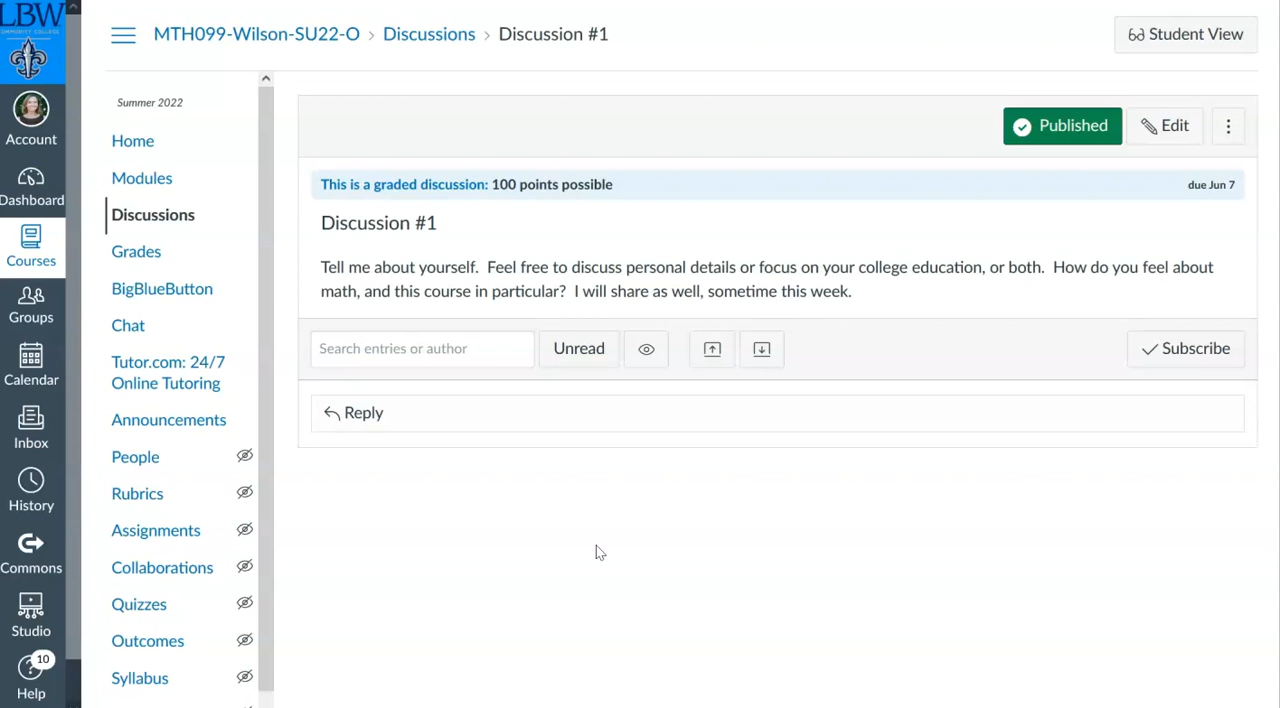 LBW
COMMUNITY COLLEGE
Account
Dashboard
Courses
Groups
Calendar
Inbox
History
Commons
Studio
10
Help
MTH099-Wilson-SU22-O › Discussions › Discussion #1
Student View
Summer 2022
Home
Modules
Discussions
Grades
BigBlueButton
Chat
Tutor.com: 24/7
Online Tutoring
Announcements
People
Rubrics
Assignments
Collaborations
Quizzes
Outcomes
Syllabus
Published
Edit
This is a graded discussion: 100 points possible
due Jun 7
Discussion #1
Tell me about yourself.  Feel free to discuss personal details or focus on your college education, or both.  How do you feel about
math, and this course in particular?  I will share as well, sometime this week.
Search entries or author
Unread
Subscribe
Reply